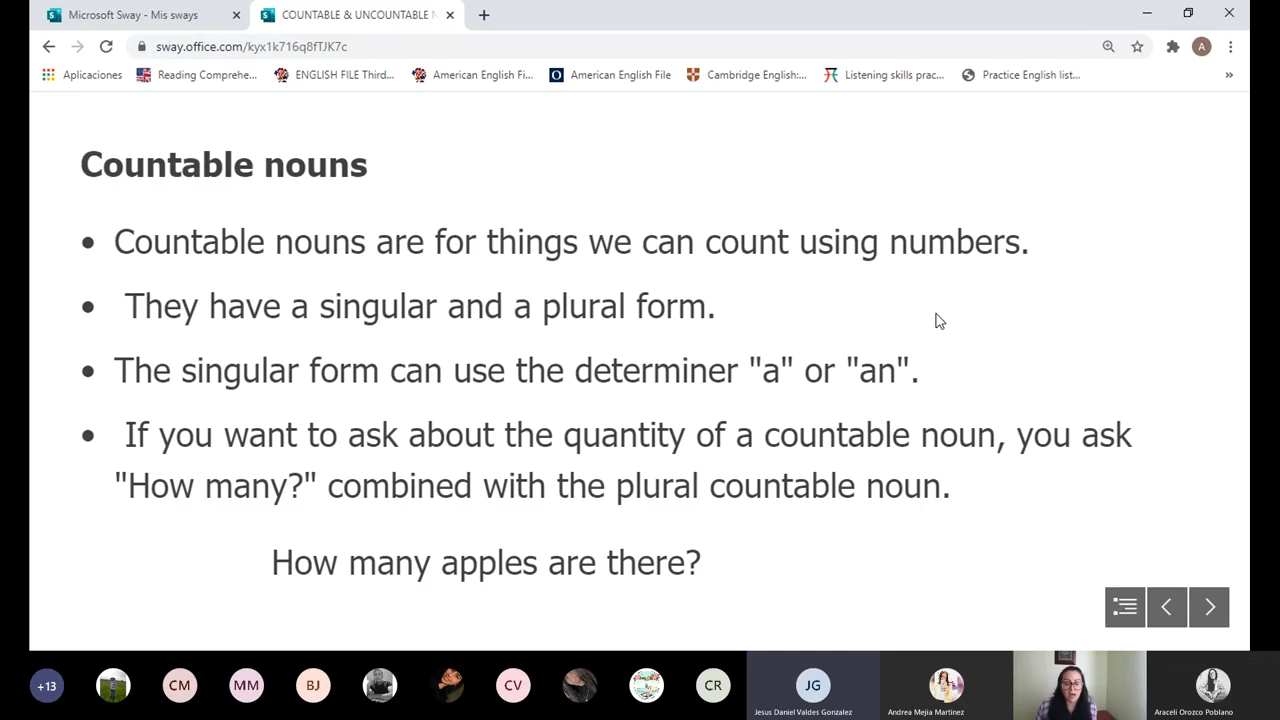 Microsoft Sway - Mis sways
COUNTABLE & UNCOUNTABLE N
sway.office.com/kyx1k716q8fTJK7c
A
Aplicaciones
Reading Comprehe...
ENGLISH FILE Third...
American English Fi...
American English File
Cambridge English:...
Listening skills prac...
Practice English list...
Countable nouns
• Countable nouns are for things we can count using numbers.
• They have a singular and a plural form.
• The singular form can use the determiner "a" or "an".
• If you want to ask about the quantity of a countable noun, you ask
"How many?" combined with the plural countable noun.
How many apples are there?
+13
CM
MM
BJ
CV
CR
JG
Jesus Daniel Valdes Gonzalez
Andrea Mejia Martinez
Araceli Orozco Poblano